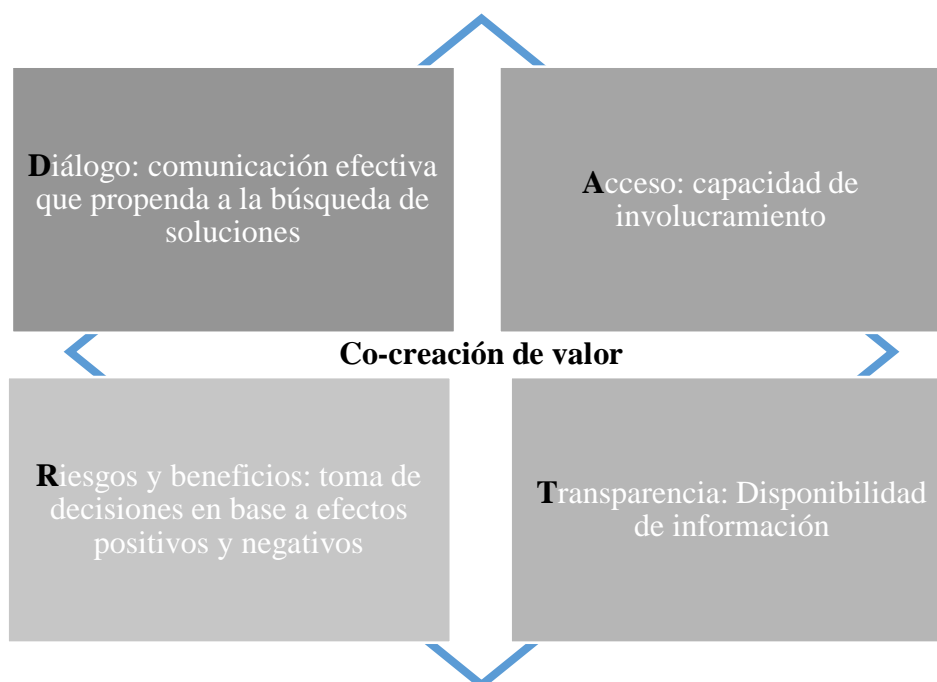 Diálogo: comunicación efectiva
que propenda a la búsqueda de
soluciones
Acceso: capacidad de
involucramiento
Co-creación de valor
Riesgos y beneficios: toma de
decisiones en base a efectos
positivos y negativos
Transparencia: Disponibilidad
de información